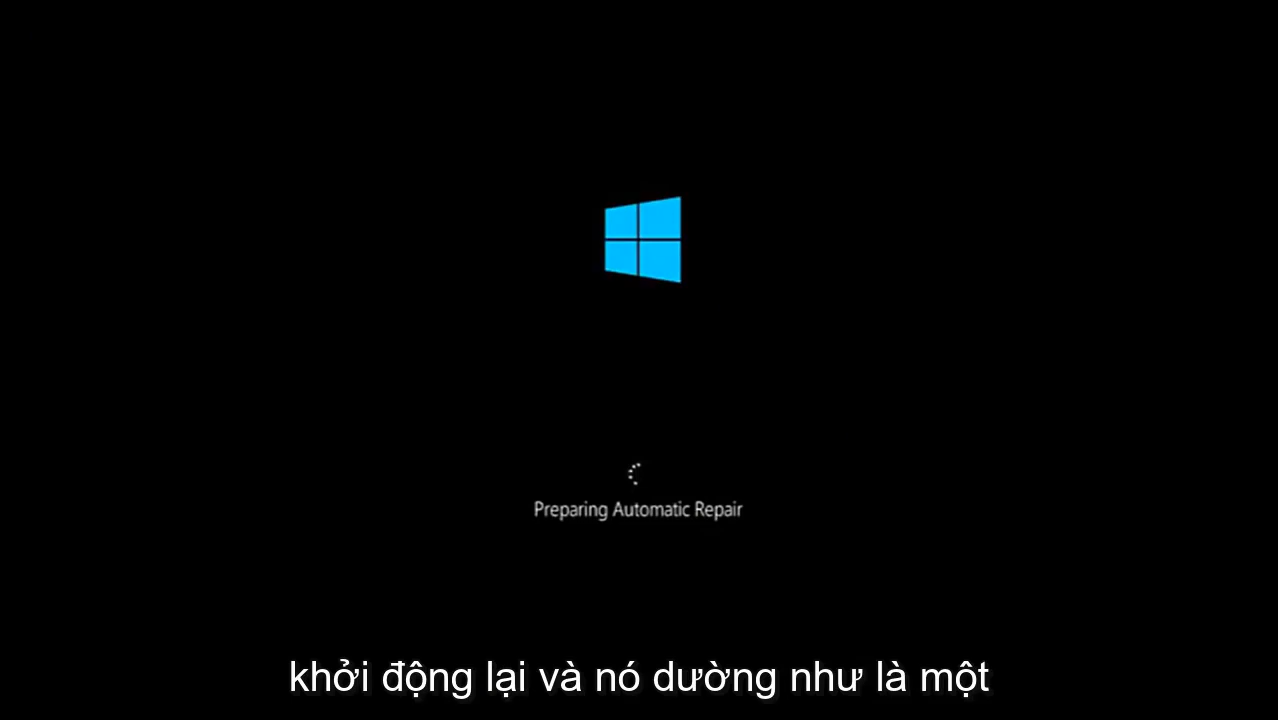 Preparing Automatic Repair
khởi động lại và nó dường như là một